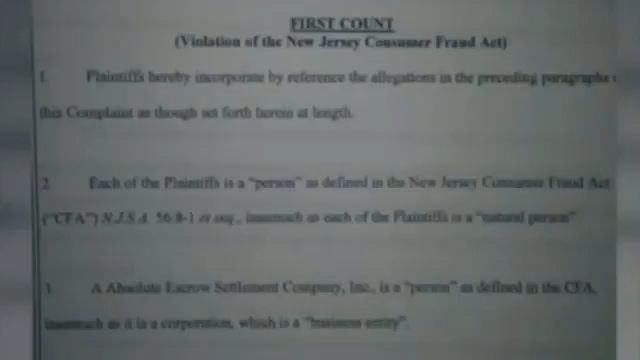 FIRST COUNT
(Violation of the New Jersey Consumer Fraud Act)
1 Plaintiffs hereby incorporate by reference the allegations in the preceding paragraphs
this Complaint as though set forth herein at length.
2 Each of the Plaintiffs is a "person" as defined in the New Jersey Consumer Fraud Act
("CFA") N.J.S.A. 56:8-1 et seq., inasmuch as each of the Plaintiffs is a "natural person".
A Absolute Escrow Settlement Company, Inc., is a "person" as defined in the CFA,
inasmuch as it is a corporation, which is a "business entity".